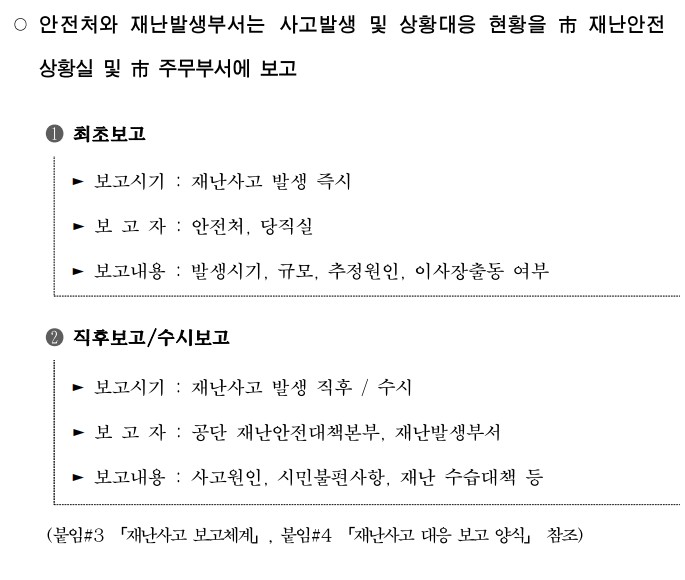 ○ 안전처와 재난발생부서는 사고발생 및 상황대응 현황을 市 재난안전
상황실 및 市 주무부서에 보고
❶ 최초보고
► 보고시기 : 재난사고 발생 즉시
► 보 고 자 : 안전처, 당직실
► 보고내용 : 발생시기, 규모, 추정원인, 이사장출동 여부
❷ 직후보고/수시보고
► 보고시기 : 재난사고 발생 직후 / 수시
► 보 고 자 : 공단 재난안전대책본부, 재난발생부서
► 보고내용 : 사고원인, 시민불편사항, 재난 수습대책 등
(붙임#3 「재난사고 보고체계」, 붙임#4 「재난사고 대응 보고 양식」 참조)